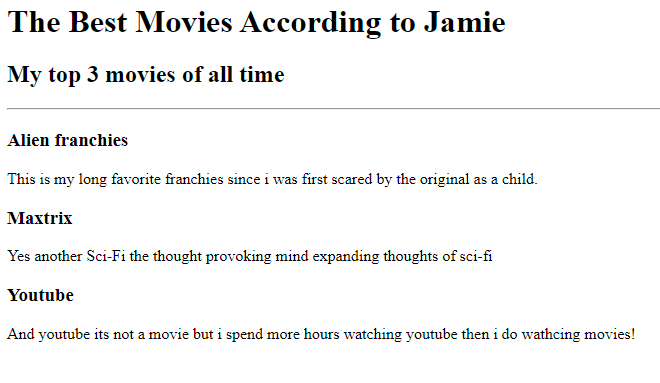 The Best Movies According to Jamie
My top 3 movies of all time
Alien franchies
This is my long favorite franchies since i was first scared by the original as a child.
Maxtrix
Yes another Sci-Fi the thought provoking mind expanding thoughts of sci-fi
Youtube
And youtube its not a movie but i spend more hours watching youtube then i do wathcing movies!